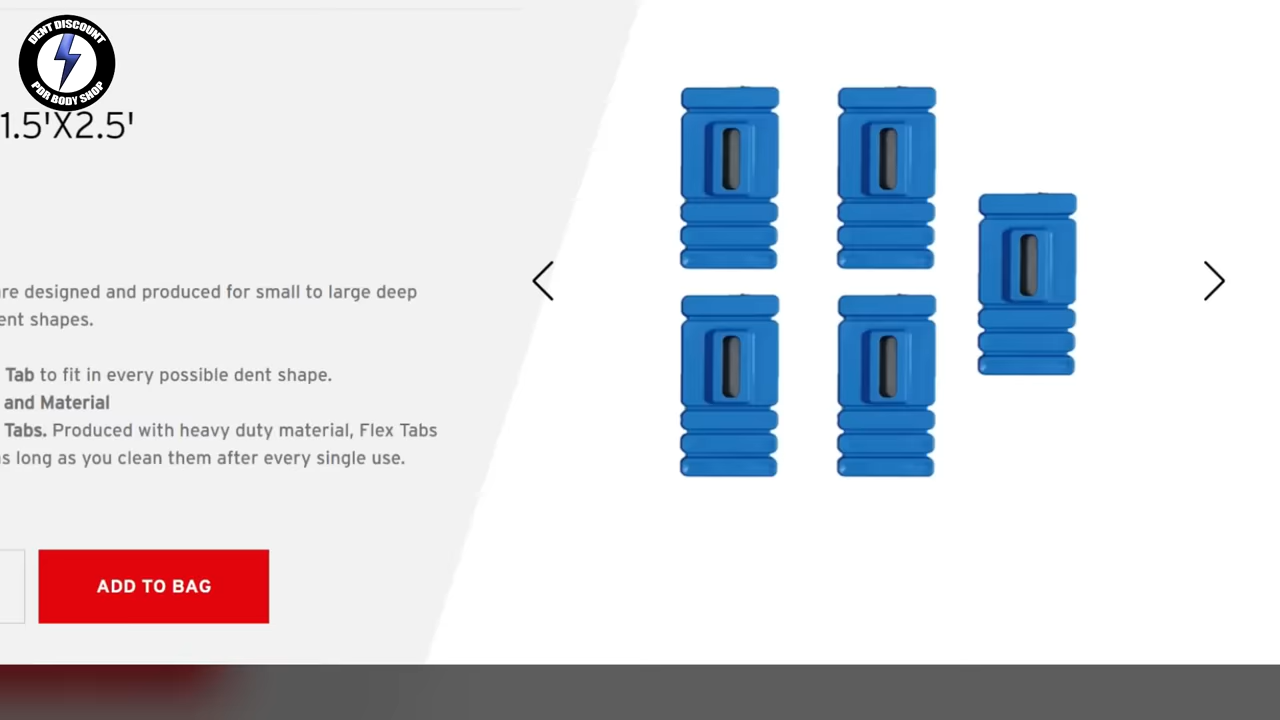 DENT DISCOUNT
PDR BODY SHOP
1.5'X2.5'
re designed and produced for small to large deep
ent shapes.
Tab to fit in every possible dent shape.
and Material
Tabs. Produced with heavy duty material, Flex Tabs
s long as you clean them after every single use.
ADD TO BAG